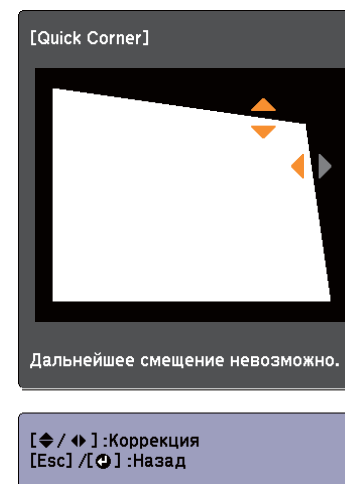 [Quick Corner]
Дальнейшее смещение невозможно.
[◆/◆] :Коррекция
[Esc] /[↵] :Назад